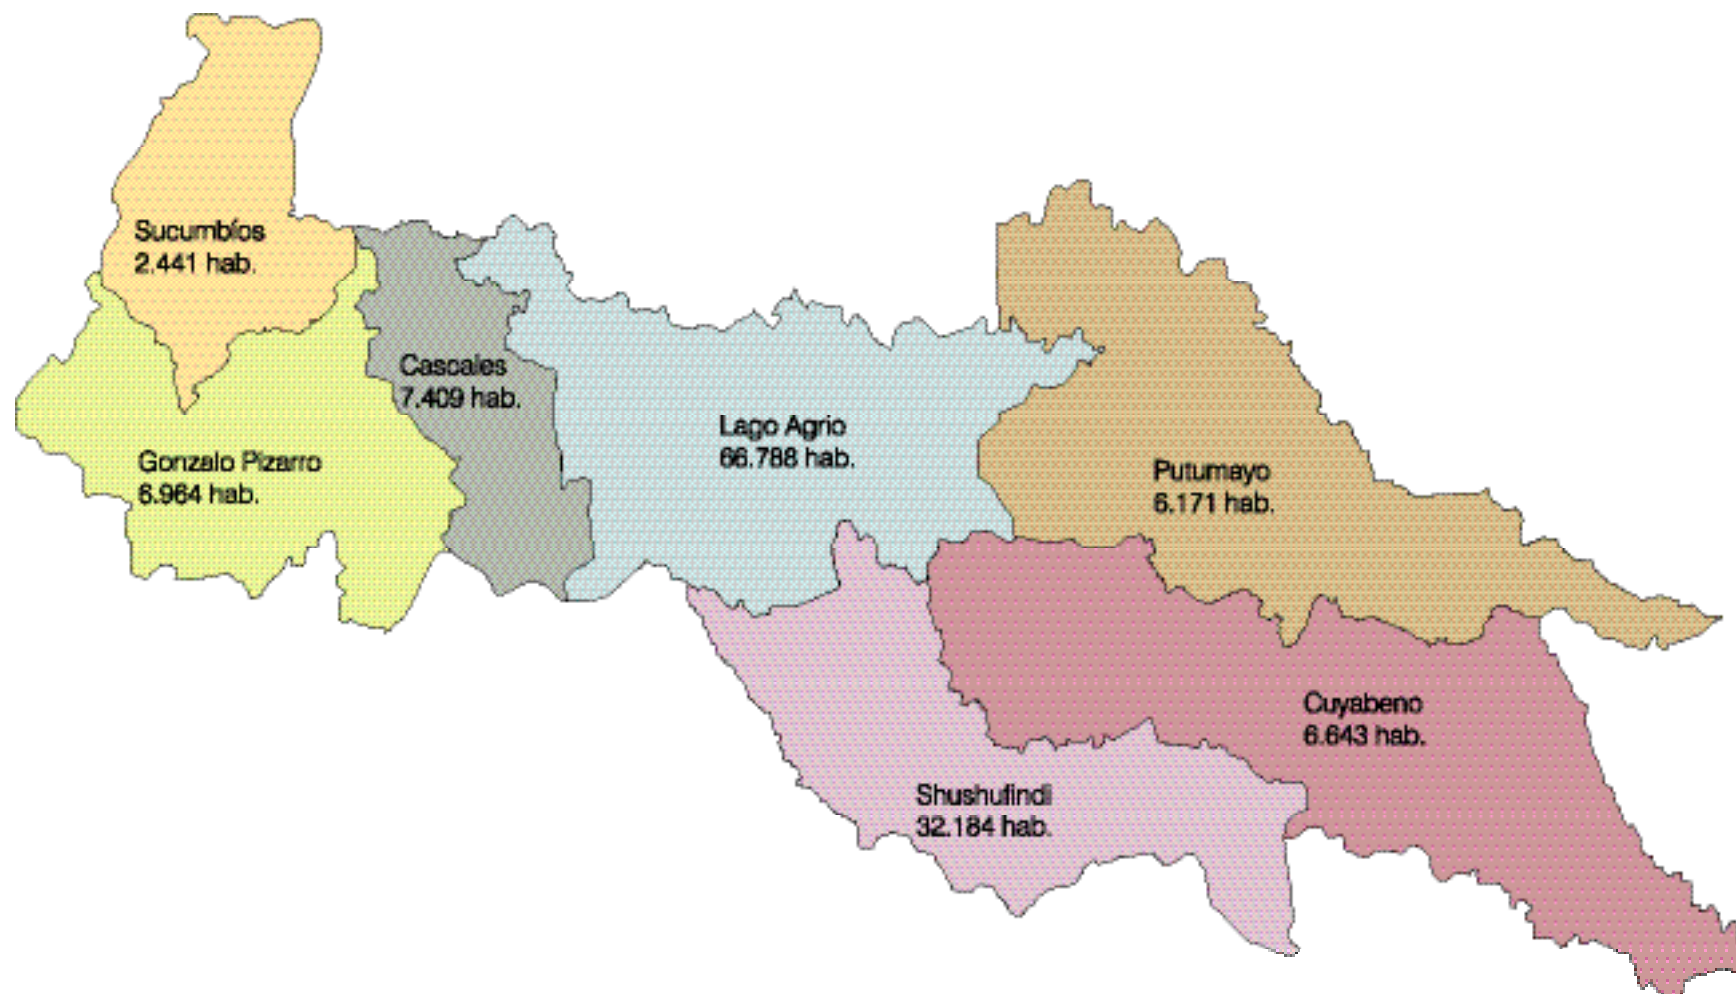 Sucumbíos
2.441 hab.
Cascales
7.409 hab.
Gonzalo Pizarro
6.964 hab.
Lago Agrio
66.788 hab.
Putumayo
6.171 hab.
Cuyabeno
6.643 hab.
Shushufindi
32.184 hab.